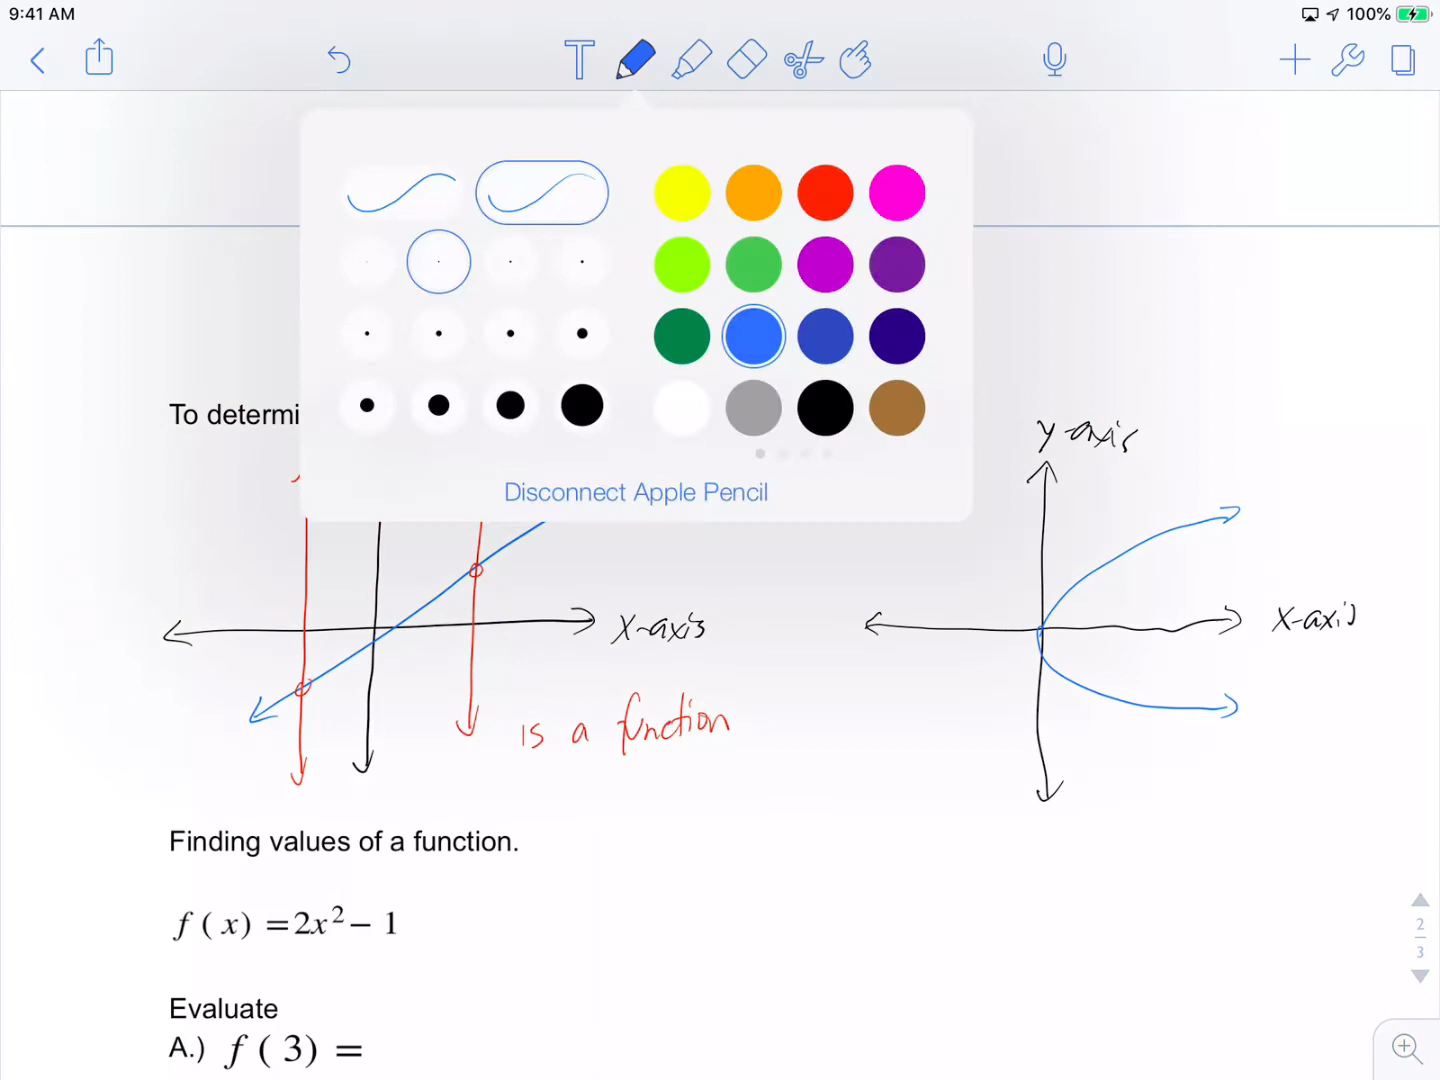 9:41 AM
100%
T
To determi
Disconnect Apple Pencil
y-axis
x-axis
x-axis
is a function
Finding values of a function.
f ( x ) = 2x² – 1
2
3
Evaluate
A.) f ( 3 ) =